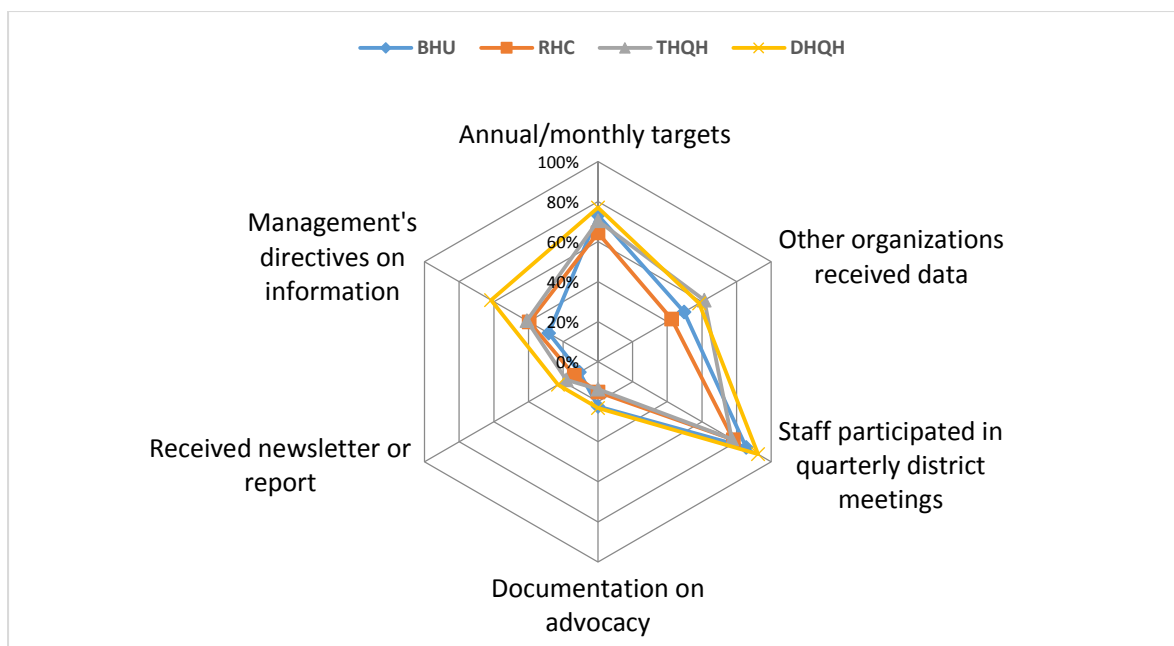 BHU RHC THQH DHQH
Annual/monthly targets
100%
80%
60%
40%
20%
0%
Other organizations
received data
Staff participated in
quarterly district
meetings
Documentation on
advocacy
Received newsletter or
report
Management's
directives on
information